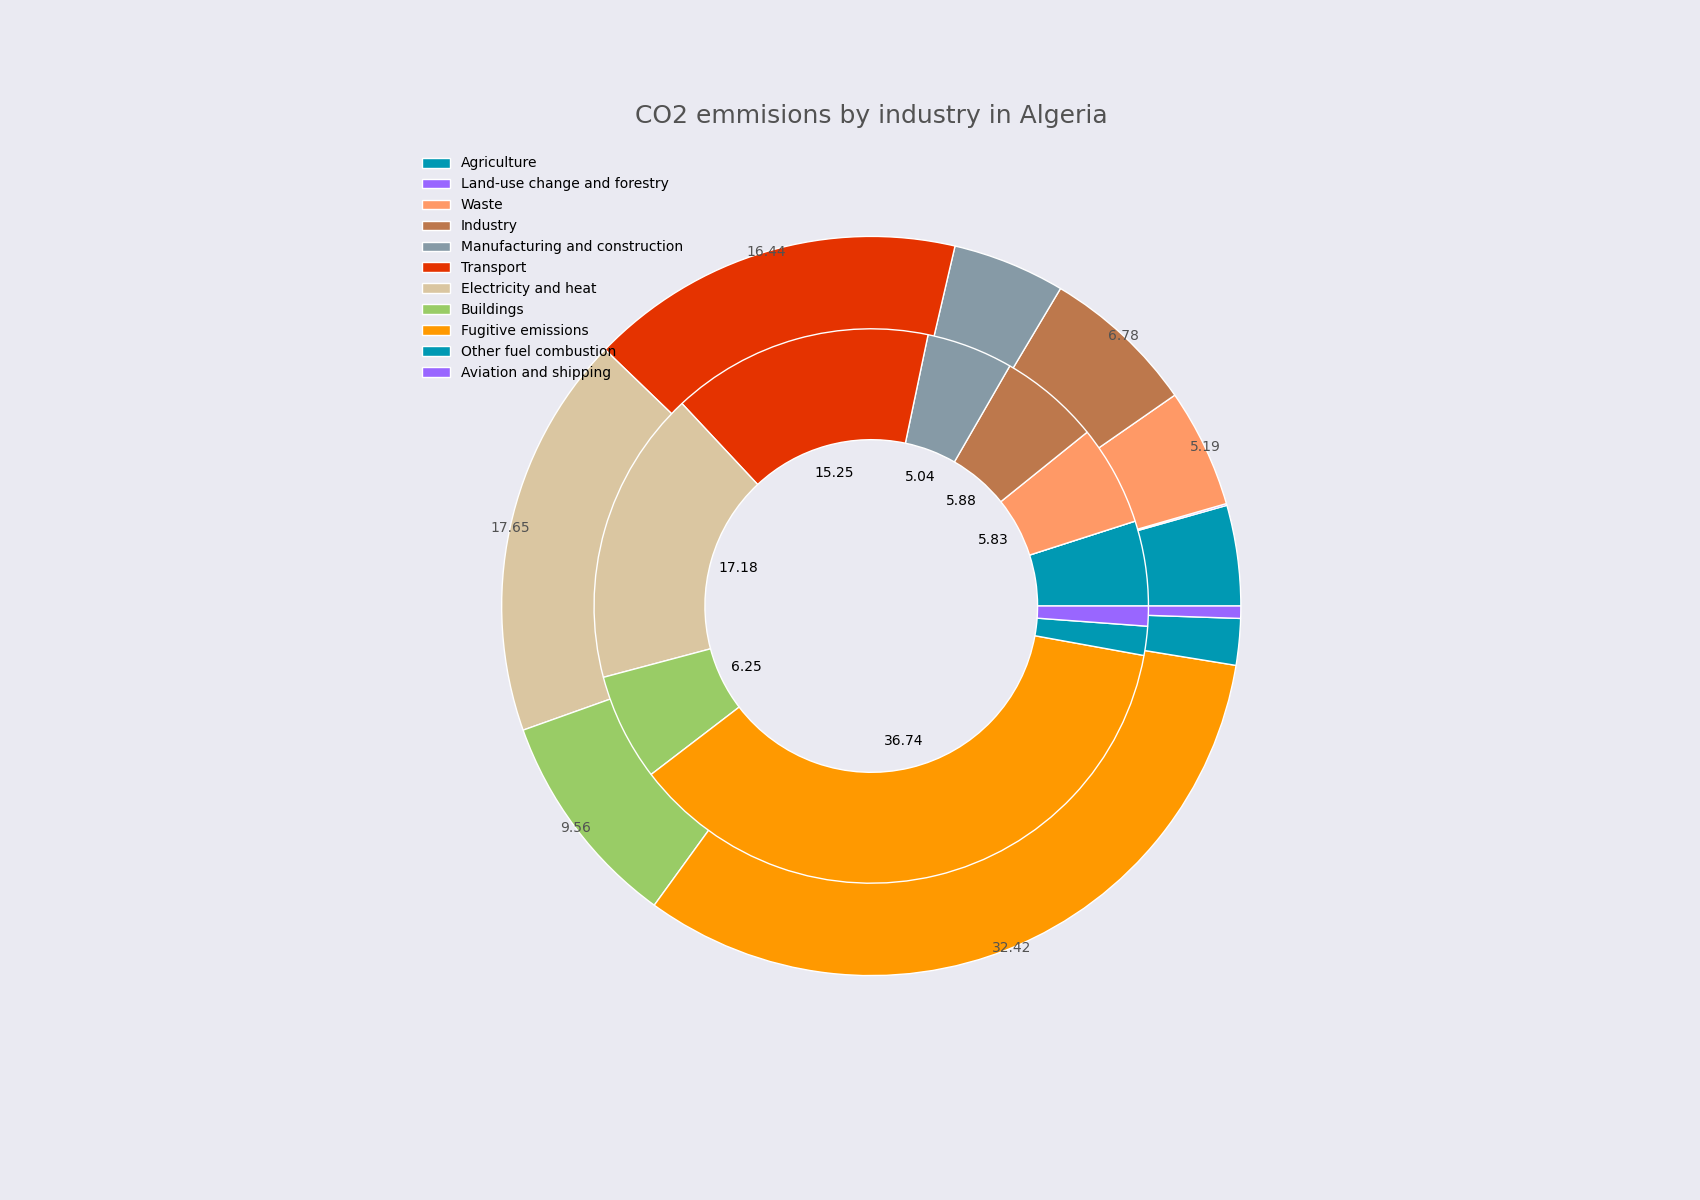 CO2 emmisions by industry in Algeria
Agriculture
Land-use change and forestry
Waste
Industry
Manufacturing and construction
Transport
Electricity and heat
Buildings
Fugitive emissions
Other fuel combustion
Aviation and shipping
16.44
6.78
5.19
15.25
5.04
5.88
17.65
5.83
17.18
6.25
36.74
9.56
32.42